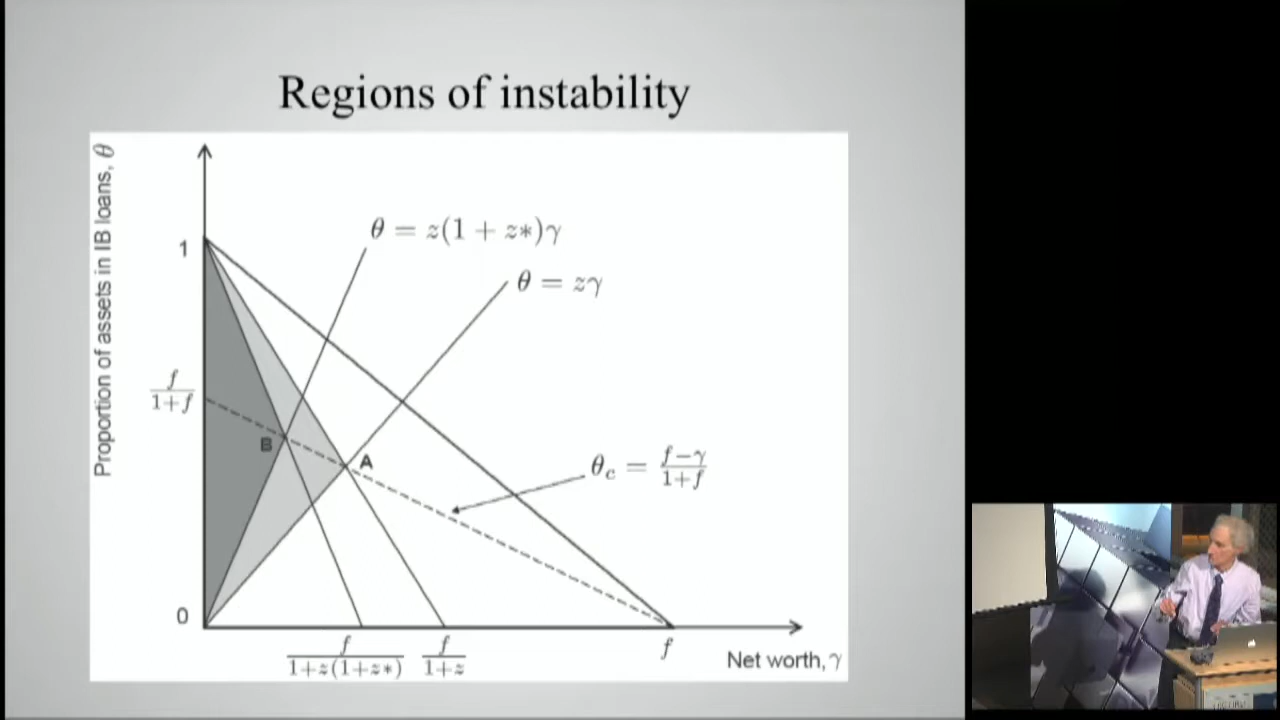 Regions of instability
Proportion of assets in IB loans, θ
θ = z(1 + z*)γ
θ = zγ
1
f/1+f
B
A
θc = f−γ/1+f
0
f/1+z(1+z*)
f/1+z
f
Net worth, γ